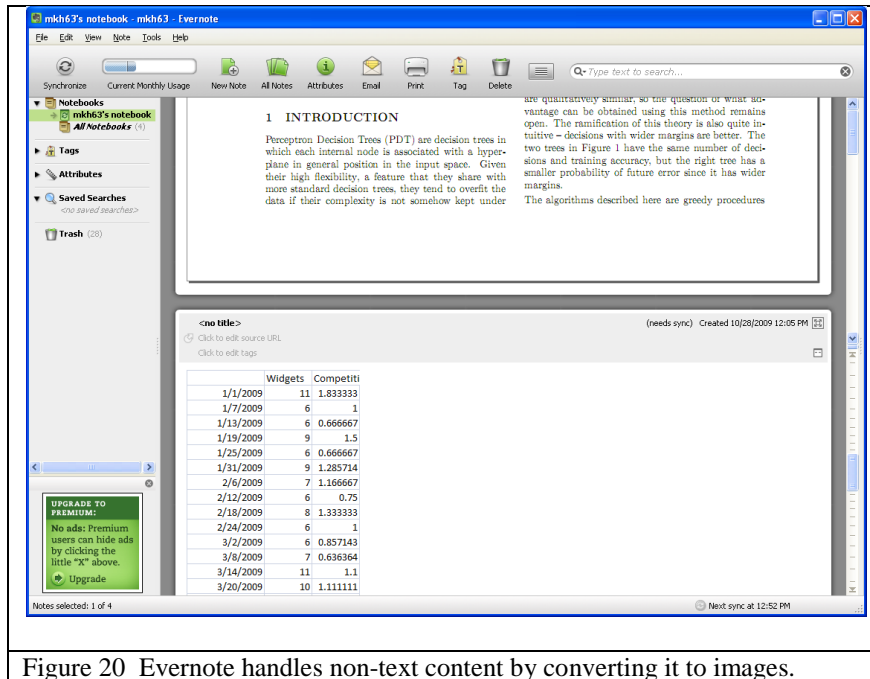 mkh63's notebook - mkh63 - Evernote
File Edit View Note Tools Help
Synchronize Current Monthly Usage New Note All Notes Attributes Email Print Tag Delete
Type text to search...
Notebooks
mkh63's notebook
All Notebooks (4)
Tags
Attributes
Saved Searches
<no saved searches>
Trash (28)
1 INTRODUCTION
Perceptron Decision Trees (PDT) are decision trees in
which each internal node is associated with a hyper-
plane in general position in the input space. Given
their high flexibility, a feature that they share with
more standard decision trees, they tend to overfit the
data if their complexity is not somehow kept under
are qualitatively similar, so the question of what ad-
vantage can be obtained using this method remains
open. The ramification of this theory is also quite in-
tuitive – decisions with wider margins are better. The
two trees in Figure 1 have the same number of deci-
sions and training accuracy, but the right tree has a
smaller probability of future error since it has wider
margins.
The algorithms described here are greedy procedures
<no title>
(needs sync) Created 10/28/2009 12:05 PM
Click to edit source URL
Click to edit tags
Widgets Competiti
1/1/2009 11 1.833333
1/7/2009 6 1
1/13/2009 6 0.666667
1/19/2009 9 1.5
1/25/2009 6 0.666667
1/31/2009 9 1.285714
2/6/2009 7 1.166667
2/12/2009 6 0.75
2/18/2009 8 1.333333
2/24/2009 6 1
3/2/2009 6 0.857143
3/8/2009 7 0.636364
3/14/2009 11 1.1
3/20/2009 10 1.111111
UPGRADE TO
PREMIUM:
No ads: Premium
users can hide ads
by clicking the
little “X” above.
Upgrade
Notes selected: 1 of 4
Next sync at 12:52 PM
Figure 20 Evernote handles non-text content by converting it to images.